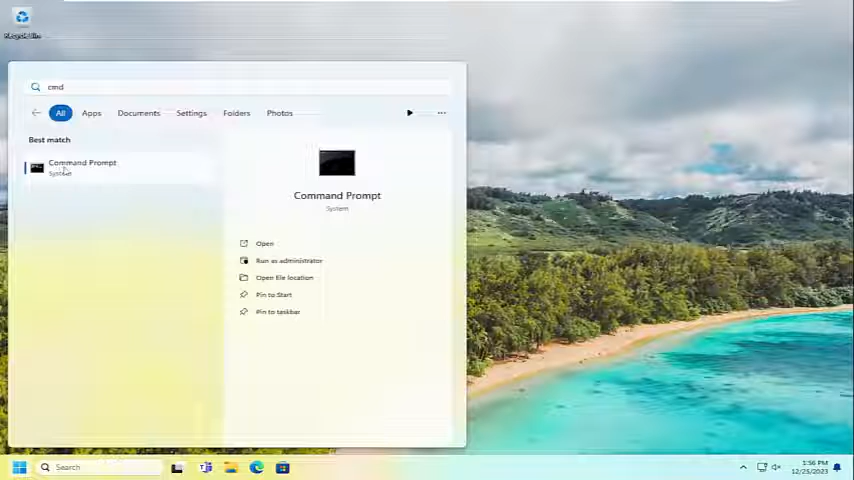 Recycle Bin
cmd
All
Apps
Documents
Settings
Folders
Photos
Best match
Command Prompt
System
Command Prompt
System
Open
Run as administrator
Open file location
Pin to Start
Pin to taskbar
Search
1:56 PM
12/25/2023